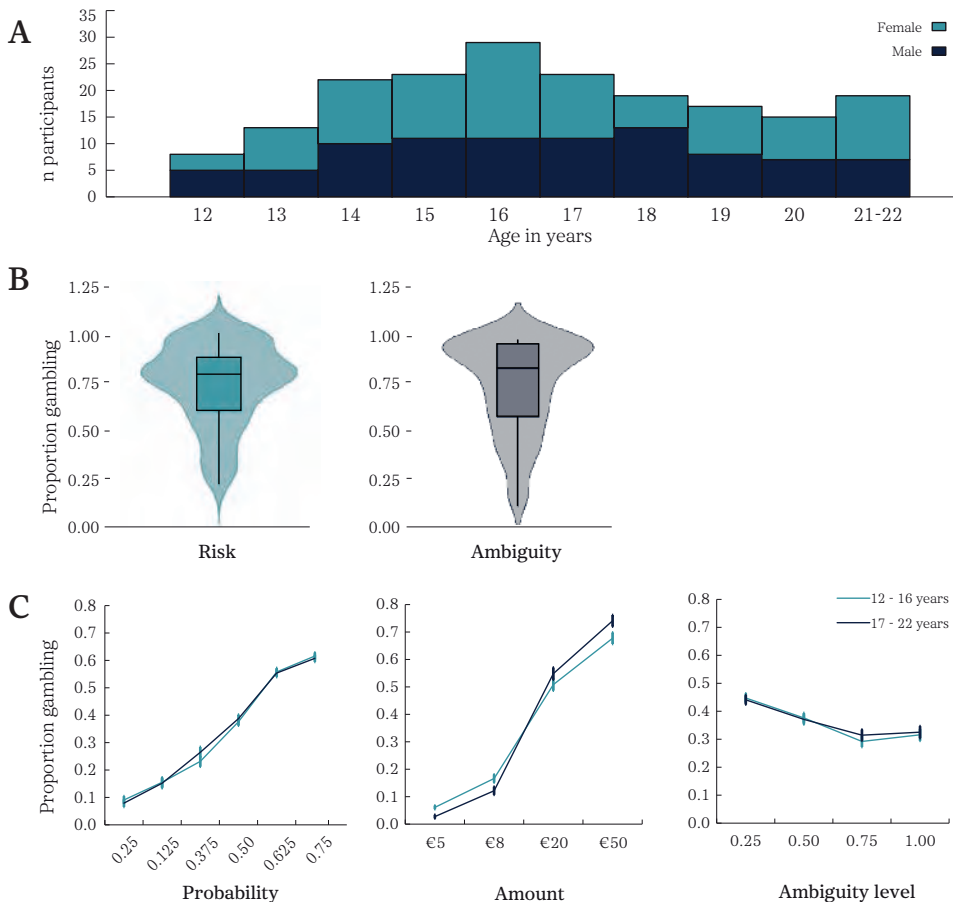 A
n participants
35
30
25
20
15
10
5
0
Female
Male
12 13 14 15 16 17 18 19 20 21-22
Age in years
B
Proportion gambling
1.25
1.00
0.75
0.50
0.25
0.00
Risk
1.25
1.00
0.75
0.50
0.25
0.00
Ambiguity
C
Proportion gambling
0.8
0.7
0.6
0.5
0.4
0.3
0.2
0.1
0.0
0.25 0.125 0.375 0.50 0.625 0.75
Probability
0.8
0.7
0.6
0.5
0.4
0.3
0.2
0.1
0.0
€5 €8 €20 €50
Amount
0.8
0.7
0.6
0.5
0.4
0.3
0.2
0.1
0.0
12 - 16 years
17 - 22 years
0.25 0.50 0.75 1.00
Ambiguity level